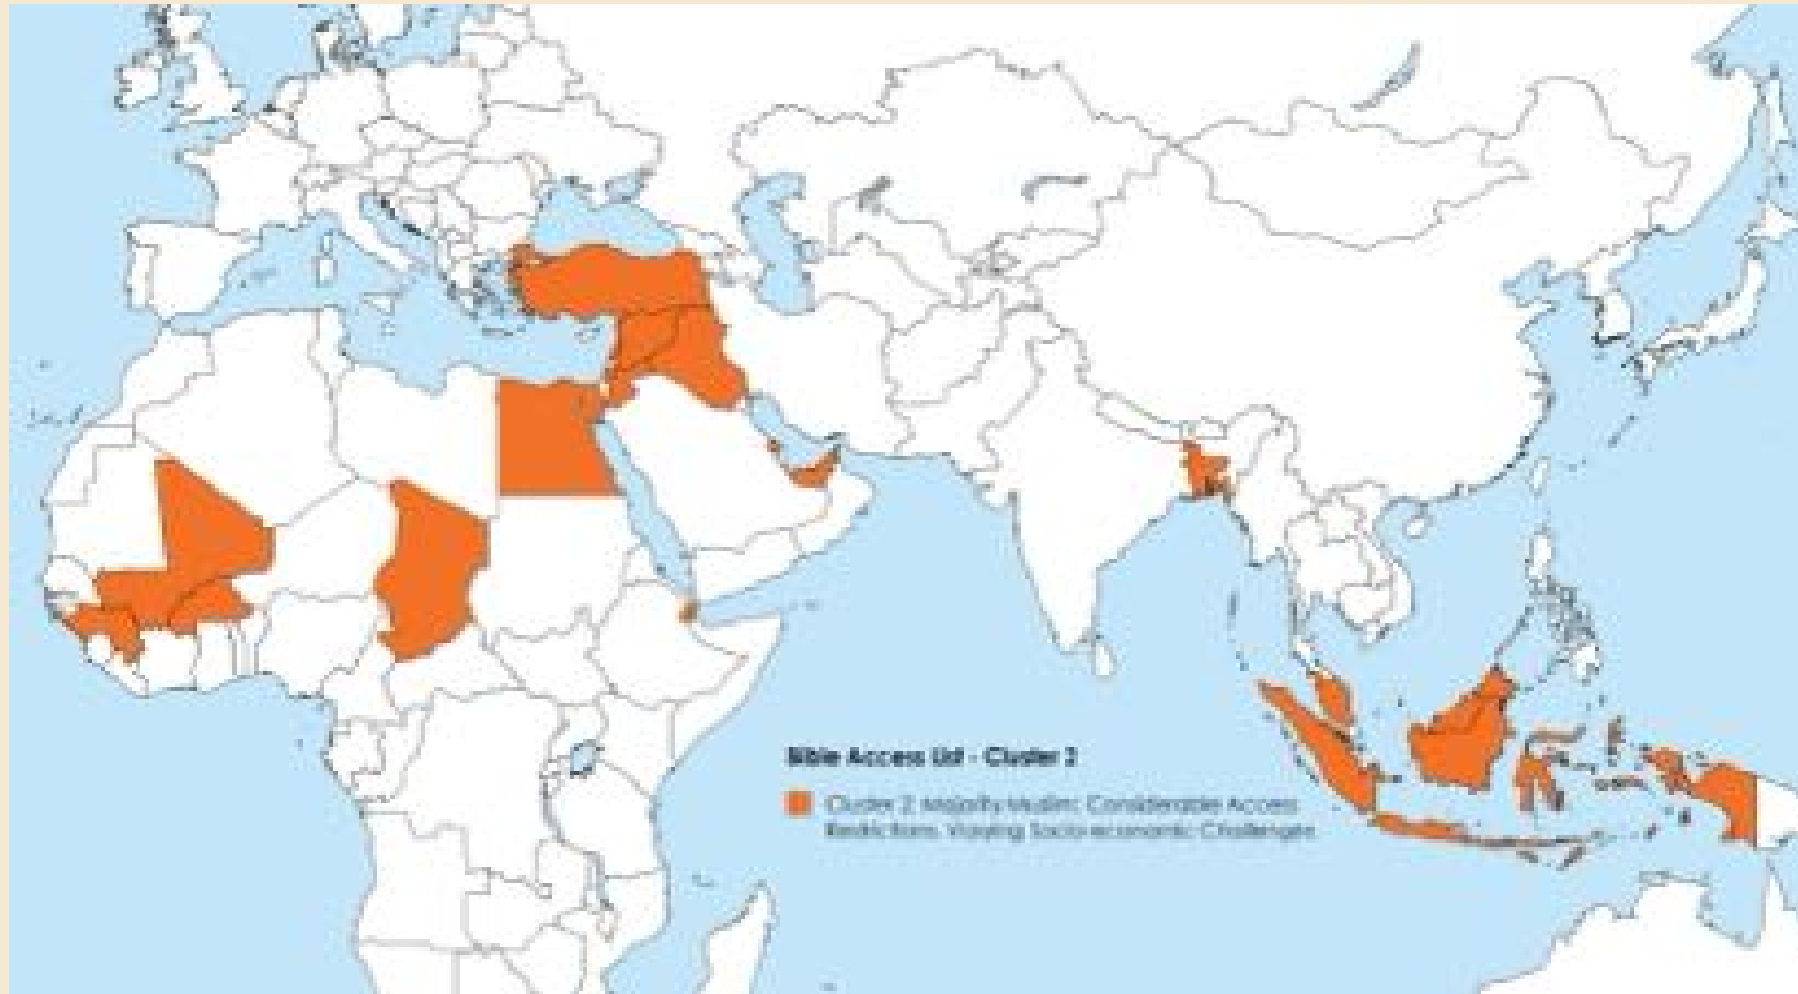 Bible Access List - Cluster 2
Cluster 2: Majority Muslim; Considerable Access
Restrictions, Varying Socio-economic Challenges